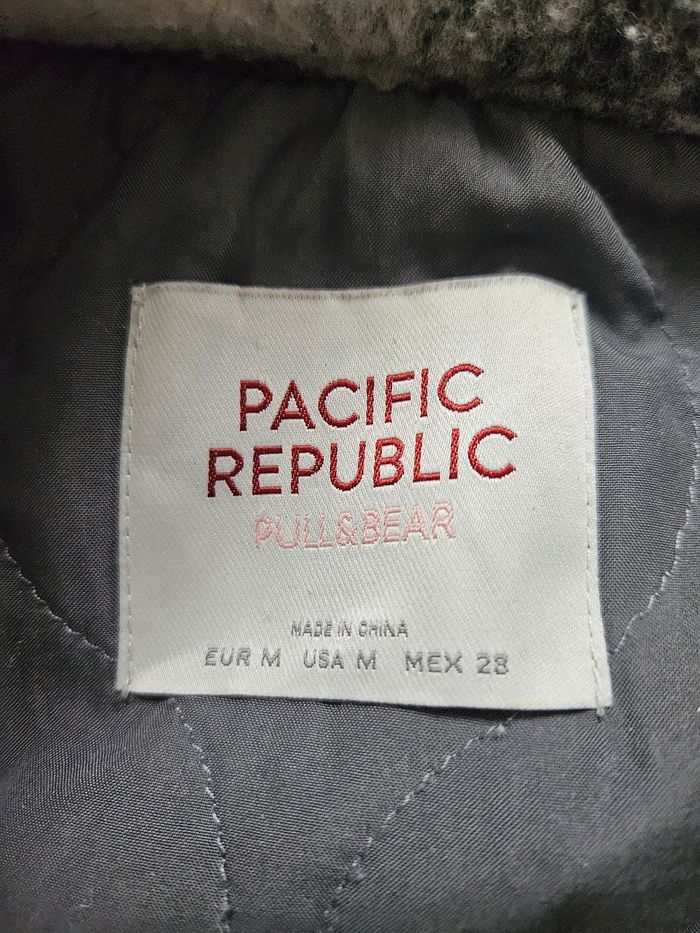 PACIFIC
REPUBLIC
PULL&BEAR
MADE IN CHINA
EUR M USA M MEX 28